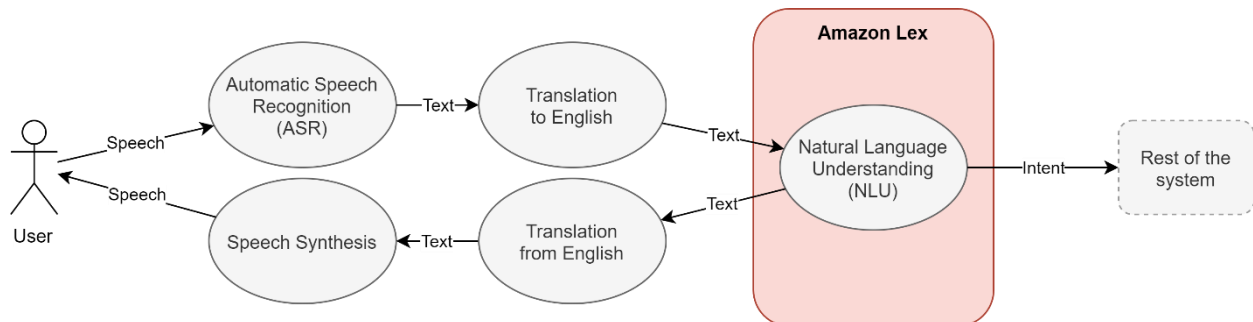 Amazon Lex
Automatic Speech
Recognition
(ASR)
Text
Translation
to English
Speech
Text
Natural Language
Understanding
(NLU)
Intent
Rest of the
system
User
Speech
Speech Synthesis
Text
Translation
from English
Text